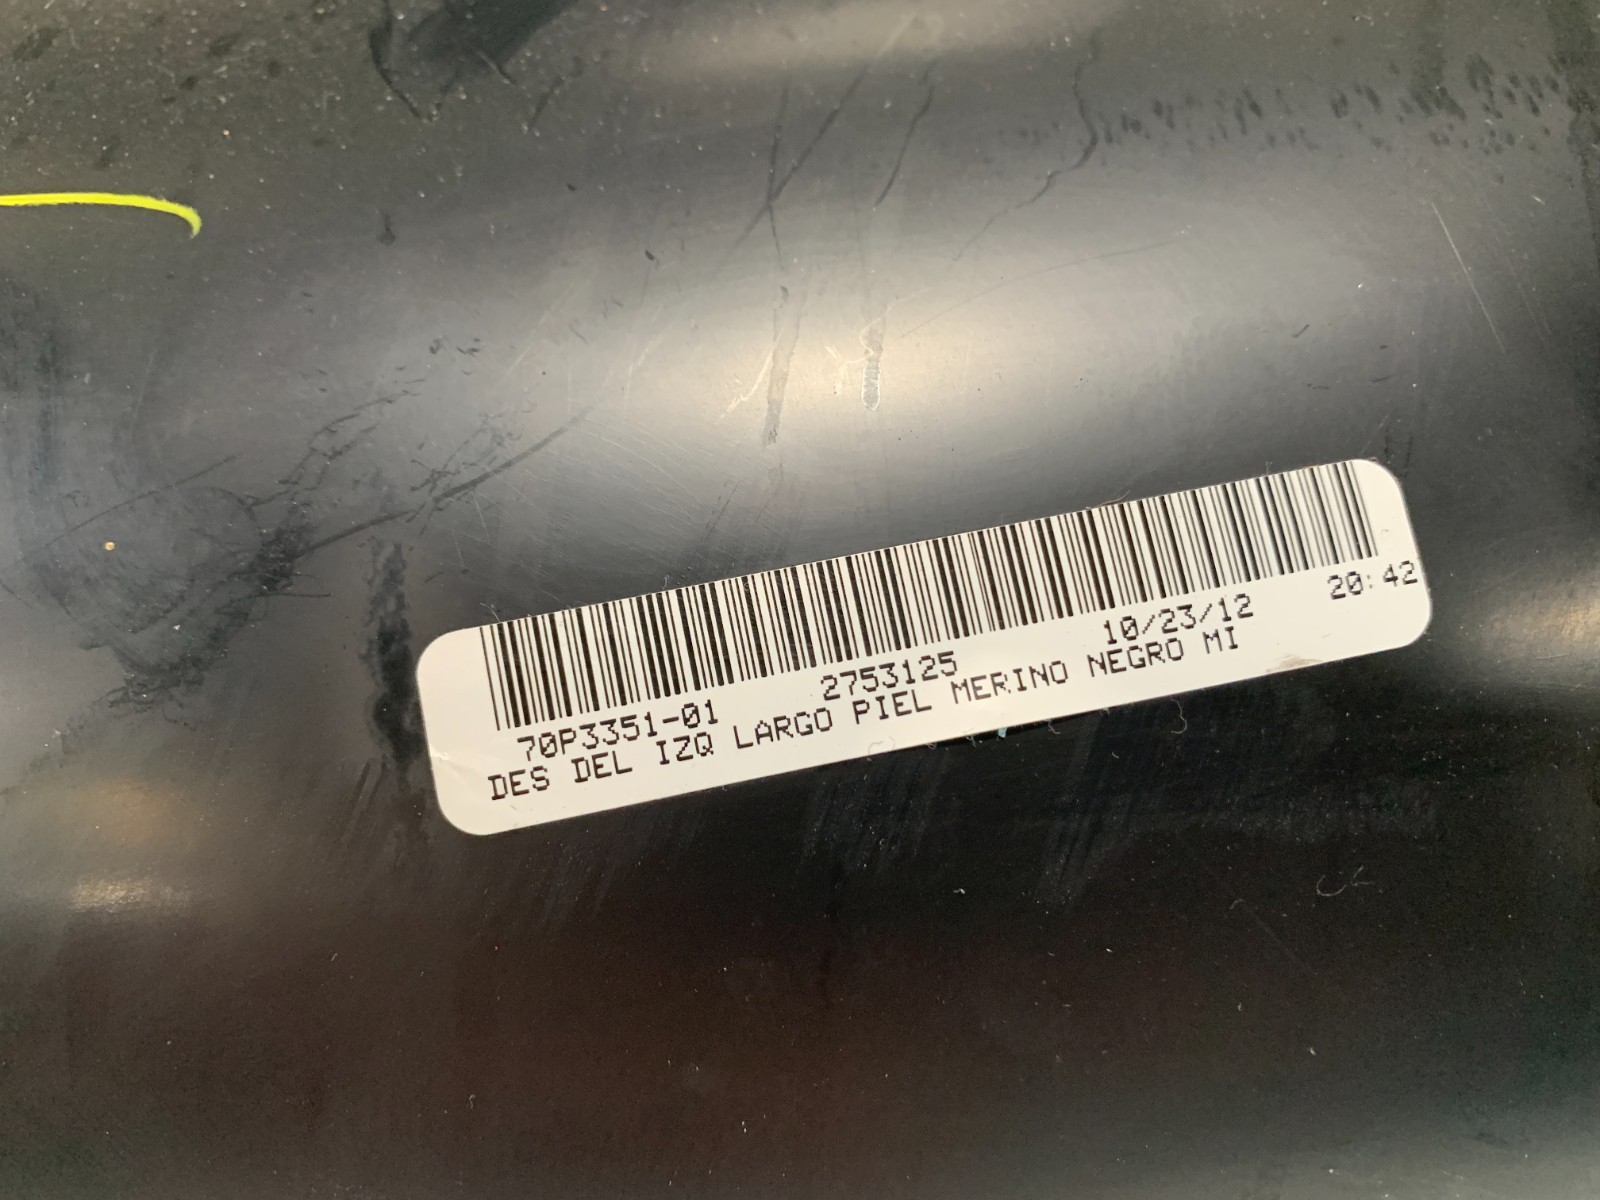 70P3351-01 2753125 10/23/12 20:42
DES DEL IZQ LARGO PIEL MERINO NEGRO MI